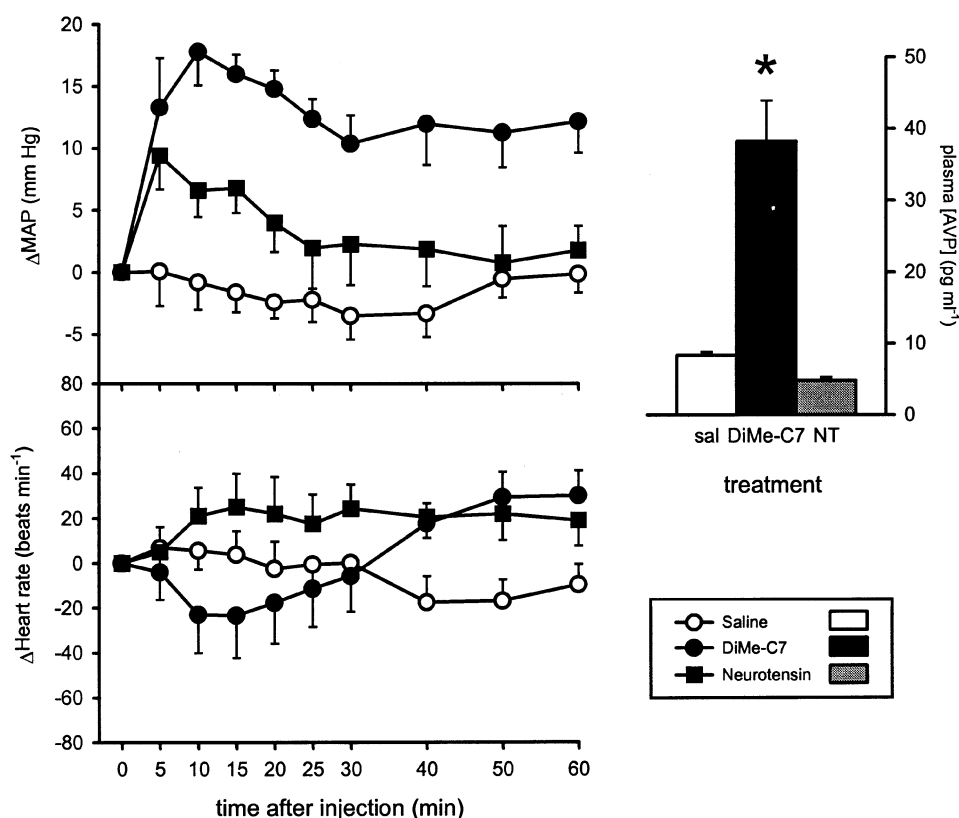 20
15
10
5
0
-5
80
ΔMAP (mm Hg)
60
40
20
0
-20
-40
-60
-80
ΔHeart rate (beats min-1)
0 5 10 15 20 25 30 40 50 60
time after injection (min)
*
50
40
30
20
10
0
plasma [AVP] (pg ml-1)
sal DiMe-C7 NT
treatment
Saline
DiMe-C7
Neurotensin